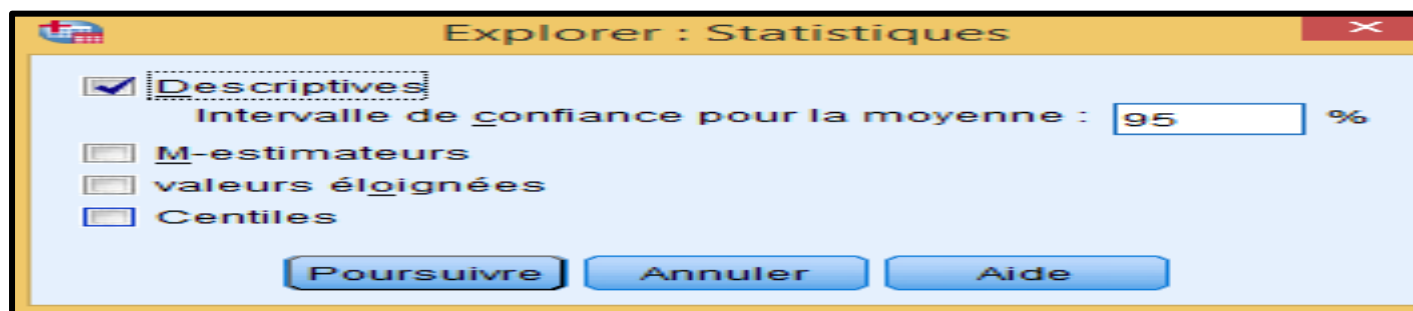 Explorer : Statistiques
Descriptives
Intervalle de confiance pour la moyenne : 95 %
M-estimateurs
valeurs éloignées
Centiles
Poursuivre Annuler Aide